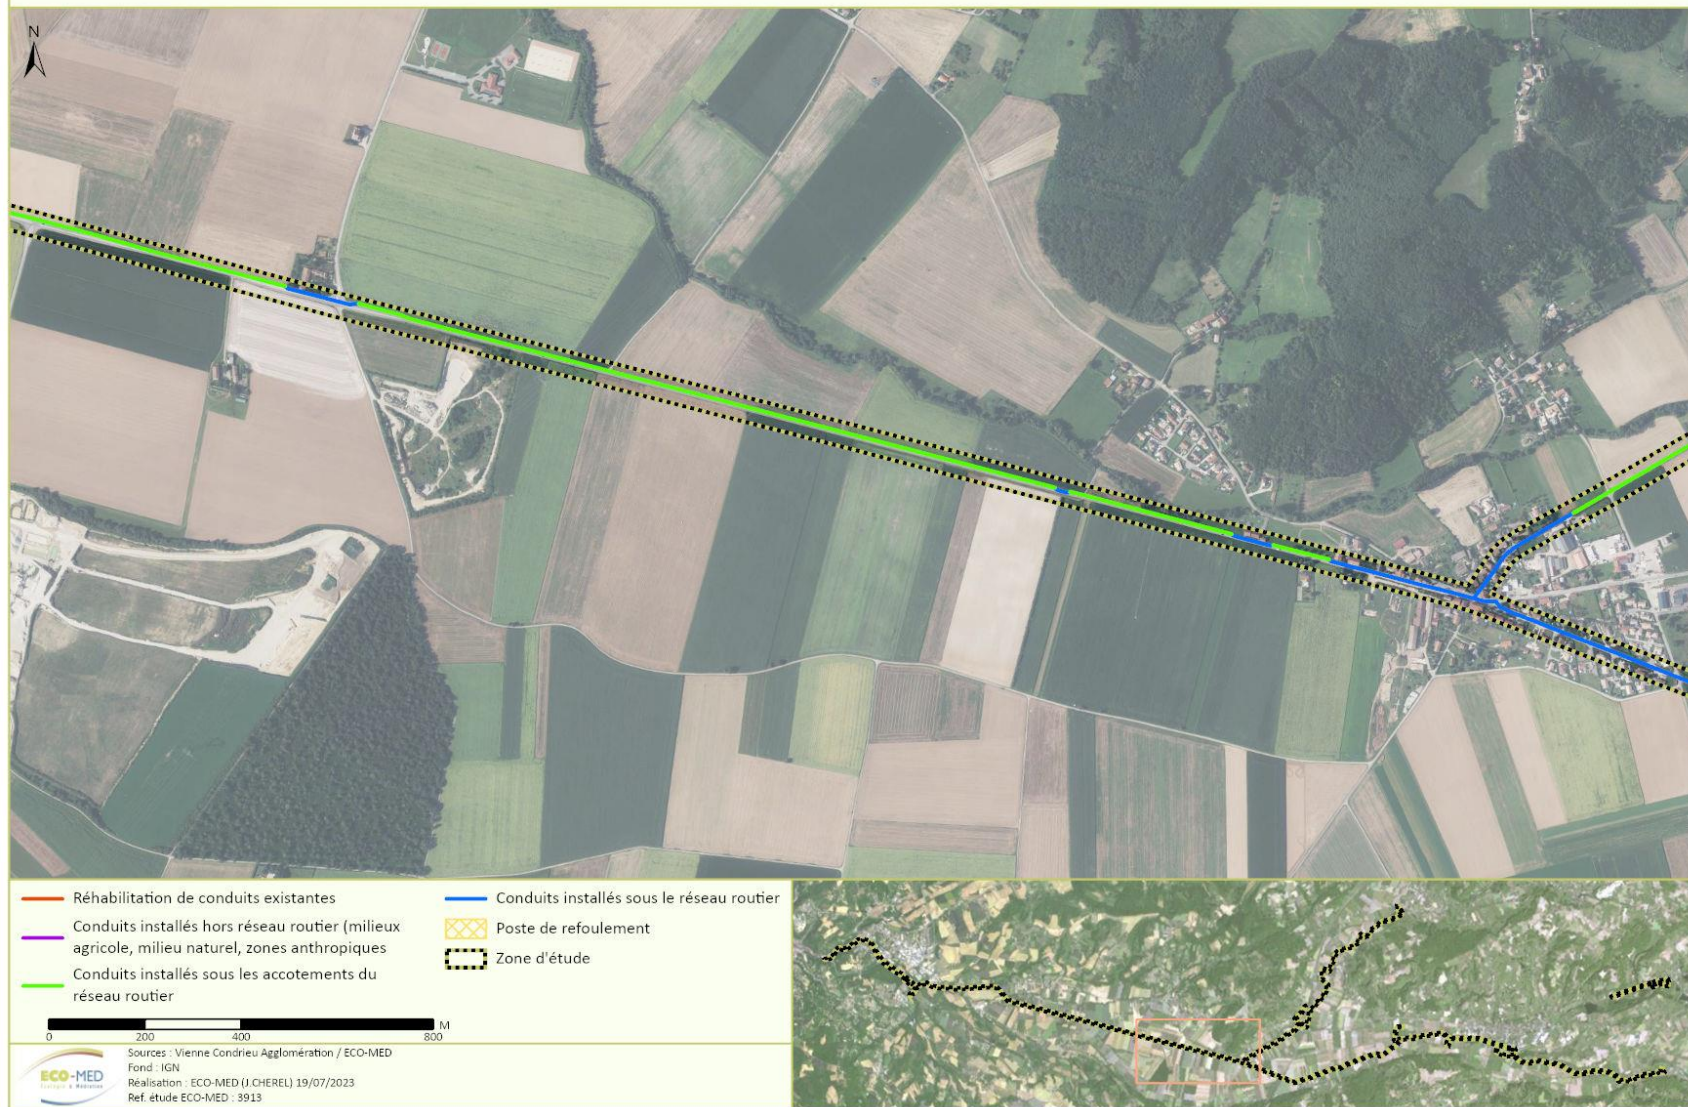 N
Réhabilitation de conduits existantes
Conduits installés hors réseau routier (milieux
agricole, milieu naturel, zones anthropiques
Conduits installés sous les accotements du
réseau routier
Conduits installés sous le réseau routier
Poste de refoulement
Zone d'étude
M
0 200 400 800
ECO-MED
Ecologie & Médiation
Sources : Vienne Condrieu Agglomération / ECO-MED
Fond : IGN
Réalisation : ECO-MED (J.CHEREL) 19/07/2023
Ref. étude ECO-MED : 3913